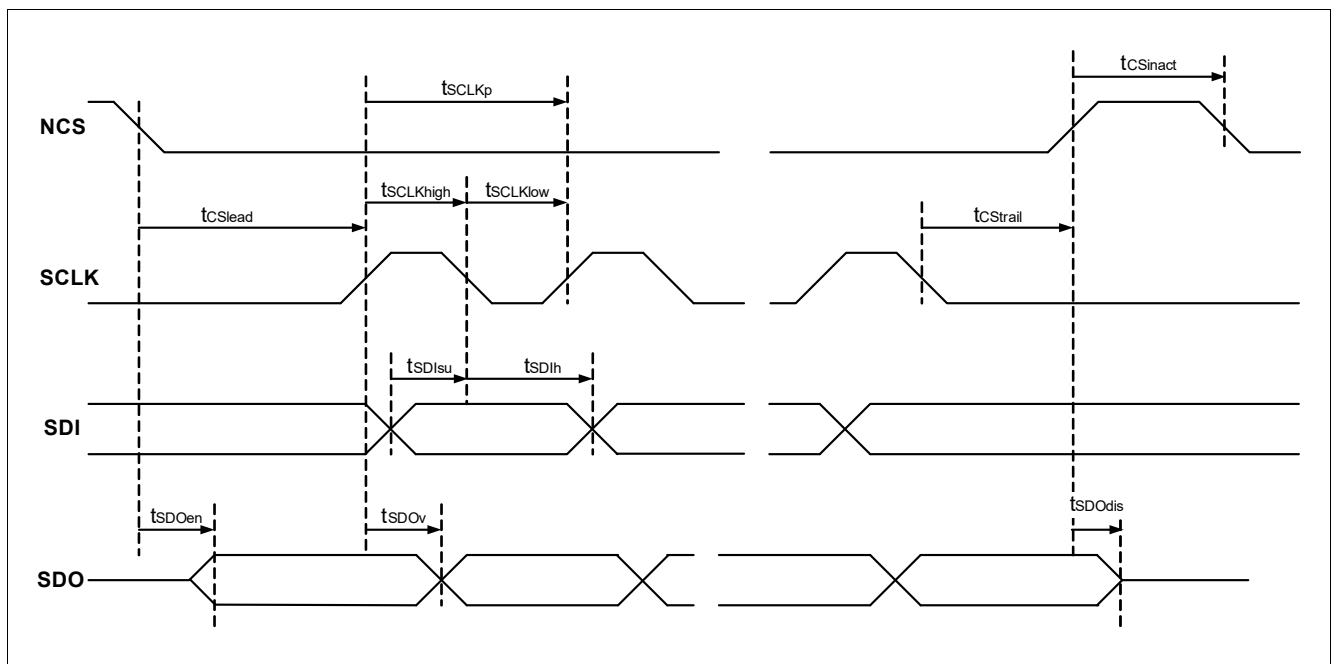 tCSinact
tSCLKp
NCS
tSCLKhigh
tSCLKlow
tCSlead
tCStrail
SCLK
tSDIsu
tSDIh
SDI
tSDOen
tSDOv
tSDOdis
SDO